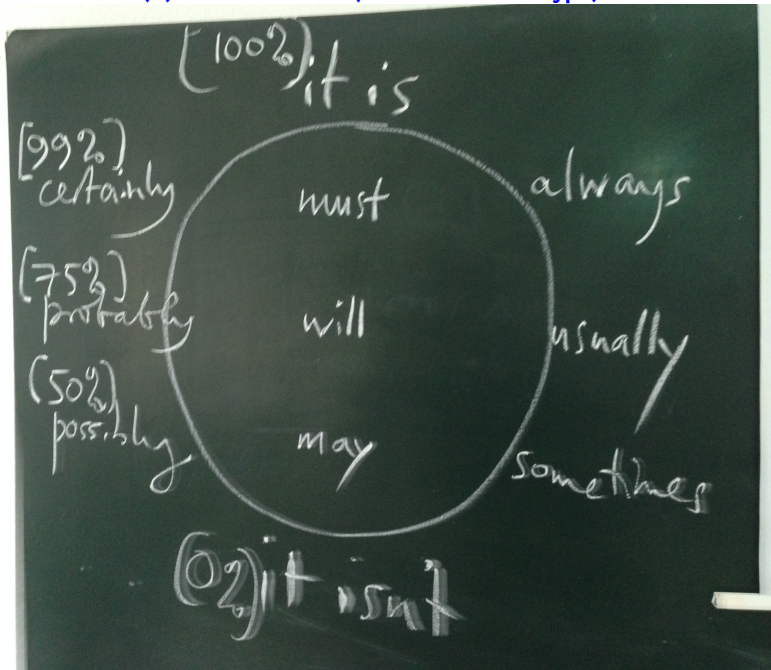 (100%) it is
(99%)
certainly must always
(75%)
probably will usually
(50%)
possibly may sometimes
(0%) it isn't